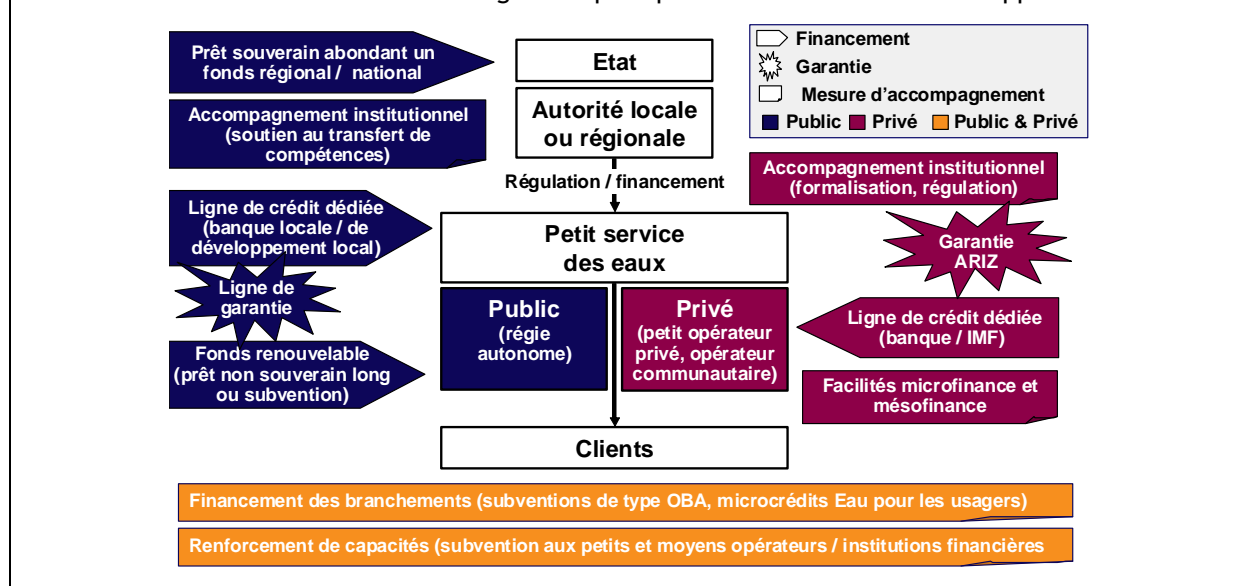 Prêt souverain abondant un
fonds régional / national
Accompagnement institutionnel
(soutien au transfert de
compétences)
Etat
Autorité locale
ou régionale
Régulation / financement
Financement
Garantie
Mesure d'accompagnement
Public Privé Public & Privé
Accompagnement institutionnel
(formalisation, régulation)
Ligne de crédit dédiée
(banque locale / de
développement local)
Petit service
des eaux
Garantie
ARIZ
Ligne de
garantie
Public
(régie
autonome)
Privé
(petit opérateur
privé, opérateur
communautaire)
Ligne de crédit dédiée
(banque / IMF)
Fonds renouvelable
(prêt non souverain long
ou subvention)
Facilités microfinance et
mésofinance
Clients
Financement des branchements (subventions de type OBA, microcrédits Eau pour les usagers)
Renforcement de capacités (subvention aux petits et moyens opérateurs / institutions financières